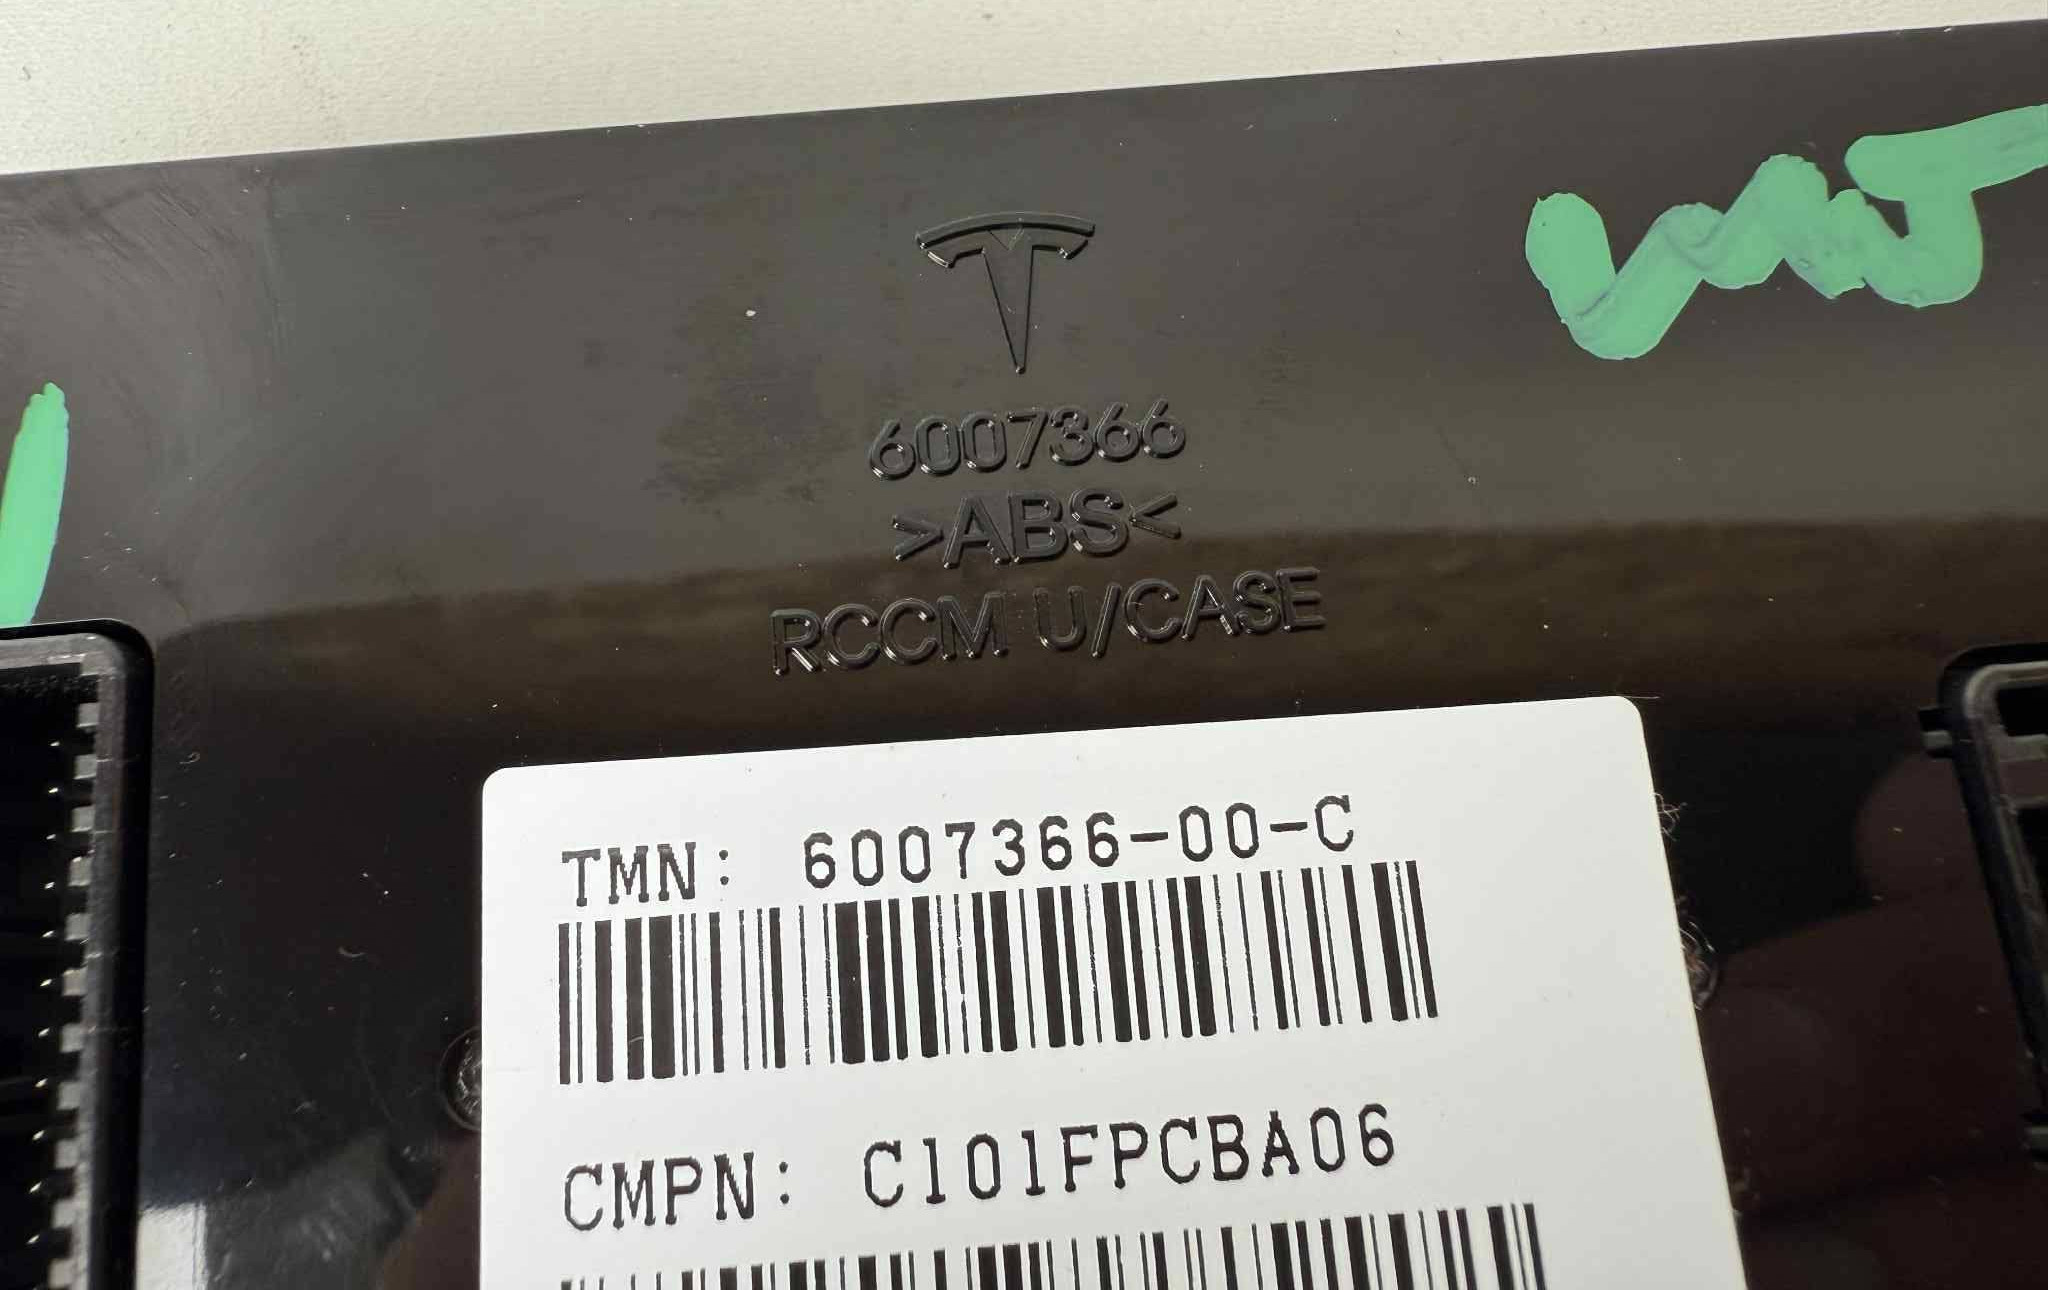 6007366
>ABS<
RCCM U/CASE
TMN: 6007366-00-C
CMPN: C101FPCBA06